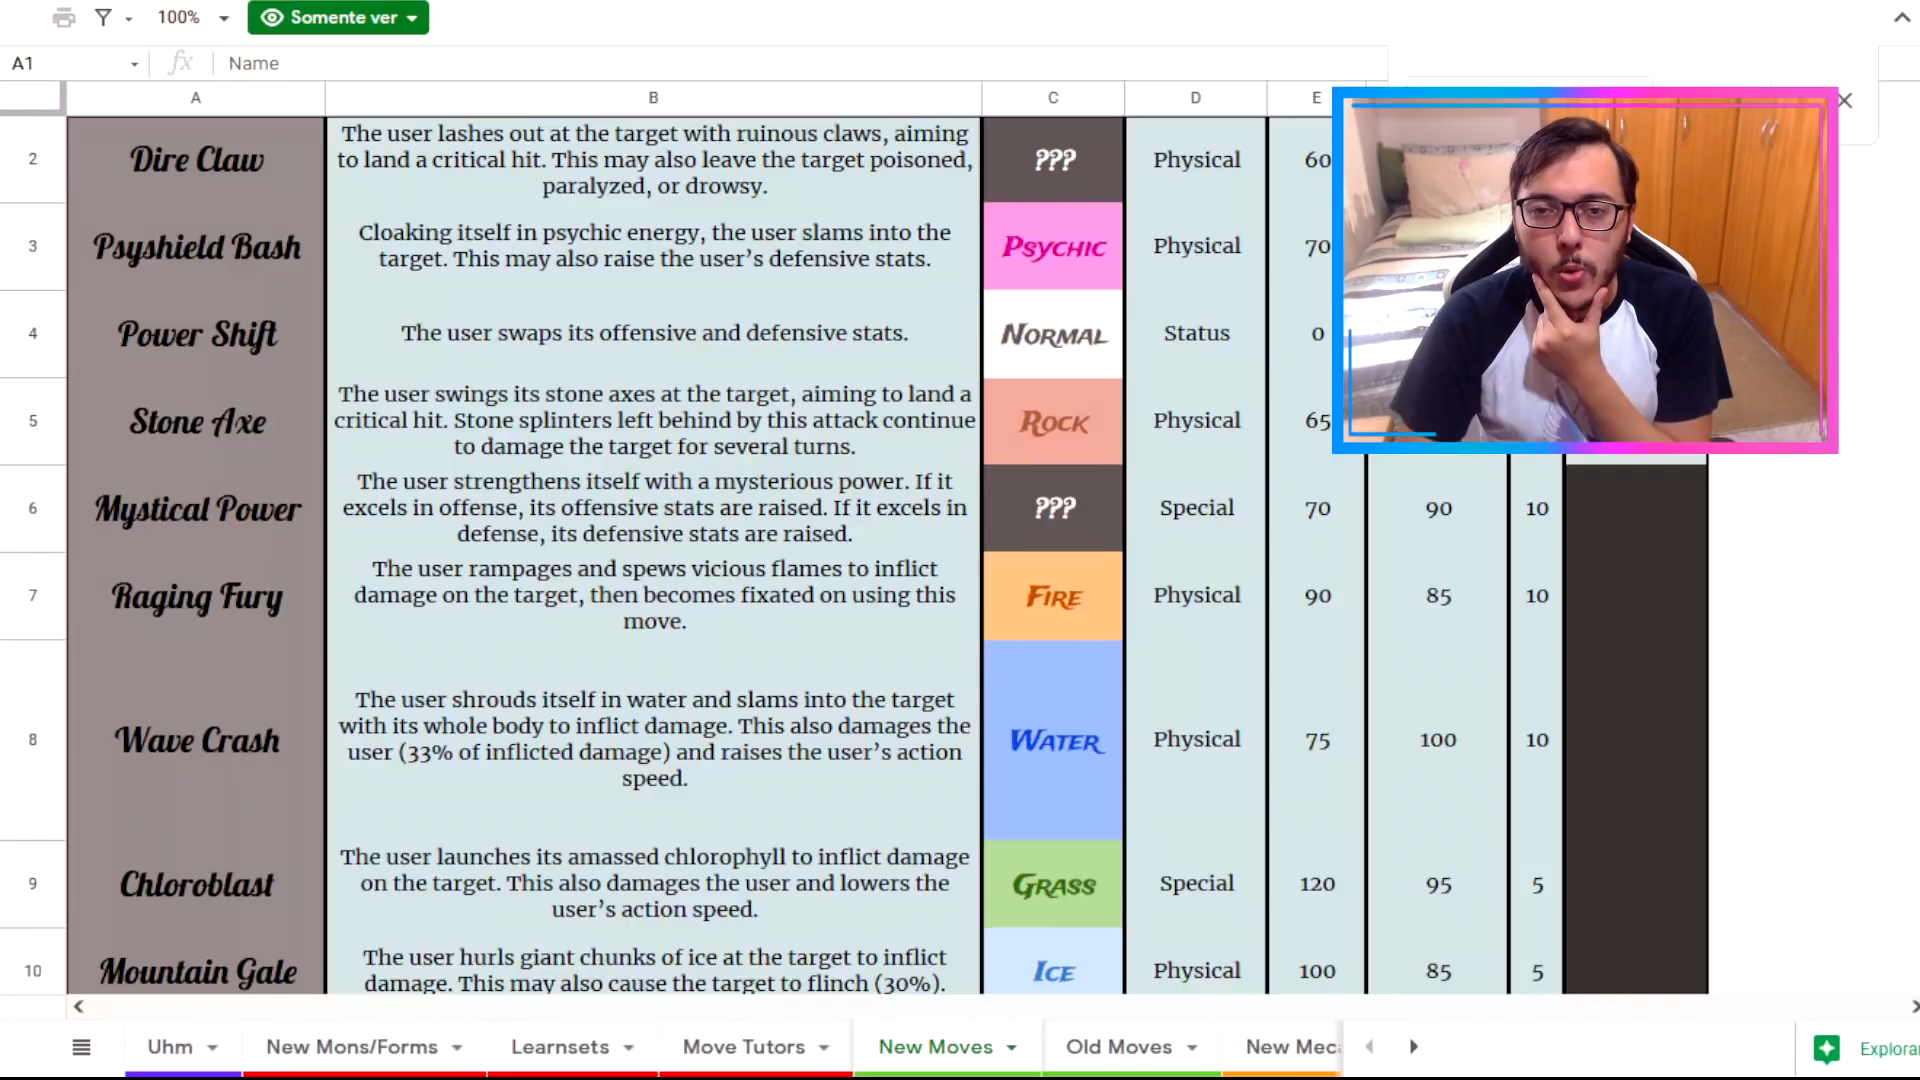 100%
Somente ver
A1
fx
Name
A
B
C
D
E
2
Dire Claw
The user lashes out at the target with ruinous claws, aiming
to land a critical hit. This may also leave the target poisoned,
paralyzed, or drowsy.
???
Physical
60
3
Psyshield Bash
Cloaking itself in psychic energy, the user slams into the
target. This may also raise the user’s defensive stats.
Psychic
Physical
70
4
Power Shift
The user swaps its offensive and defensive stats.
Normal
Status
0
5
Stone Axe
The user swings its stone axes at the target, aiming to land a
critical hit. Stone splinters left behind by this attack continue
to damage the target for several turns.
Rock
Physical
65
6
Mystical Power
The user strengthens itself with a mysterious power. If it
excels in offense, its offensive stats are raised. If it excels in
defense, its defensive stats are raised.
???
Special
70
90
10
7
Raging Fury
The user rampages and spews vicious flames to inflict
damage on the target, then becomes fixated on using this
move.
Fire
Physical
90
85
10
8
Wave Crash
The user shrouds itself in water and slams into the target
with its whole body to inflict damage. This also damages the
user (33% of inflicted damage) and raises the user’s action
speed.
Water
Physical
75
100
10
9
Chloroblast
The user launches its amassed chlorophyll to inflict damage
on the target. This also damages the user and lowers the
user’s action speed.
Grass
Special
120
95
5
10
Mountain Gale
The user hurls giant chunks of ice at the target to inflict
damage. This may also cause the target to flinch (30%).
Ice
Physical
100
85
5
Uhm
New Mons/Forms
Learnsets
Move Tutors
New Moves
Old Moves
New Mec
Explorar